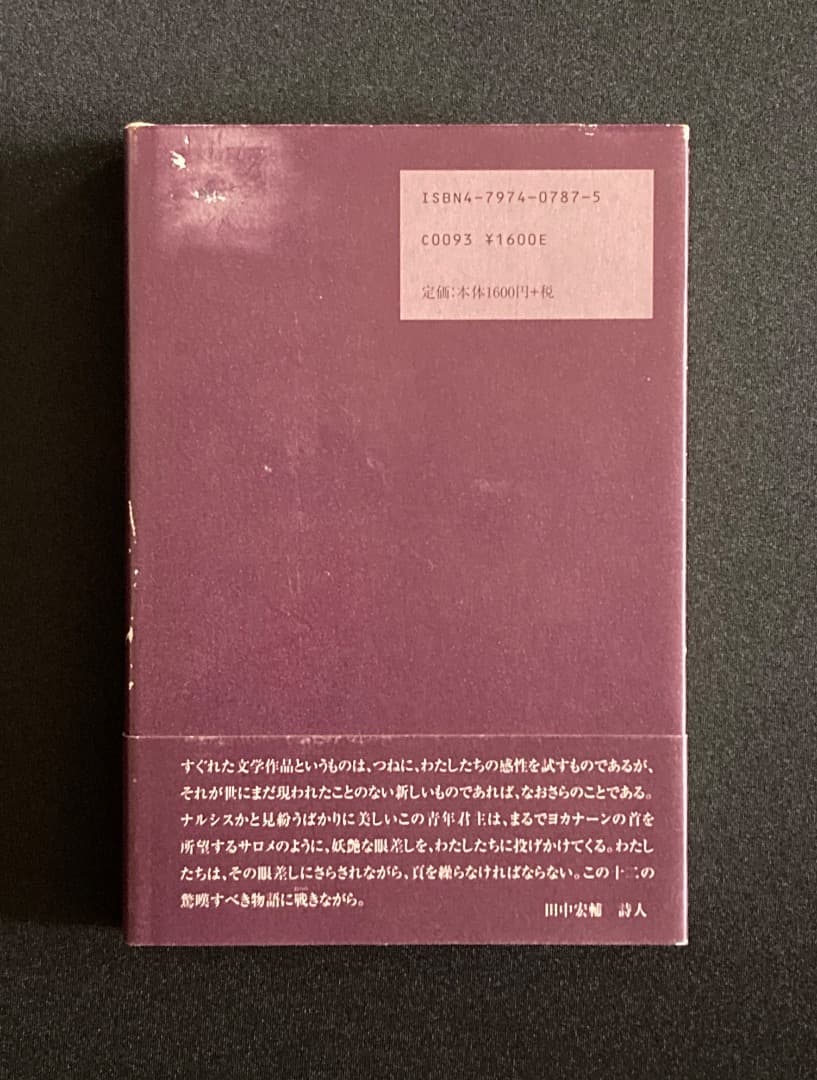 ISBN4-7974-0787-5
C0093 ¥1600E
定価：本体1600円+税
すぐれた文学作品というものは、つねに、わたしたちの感性を試すものであるが、
それが世にまだ現われたことのない新しいものであれば、なおさらのことである。
ナルシスかと見紛うばかりに美しいこの青年君主は、まるでヨカナーンの首を
所望するサロメのように、妖艶な眼差しを、わたしたちに投げかけてくる。わたし
たちは、その眼差しにさらされながら、頁を繰らなければならない。この十二の
驚嘆すべき物語に戦きながら。
田中宏輔 詩人